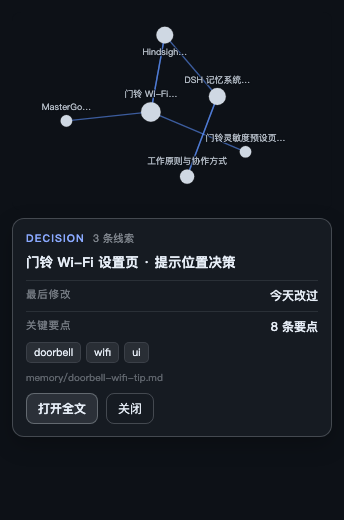 Hindsigh…
DSH 记忆系统…
门铃 Wi-Fi…
MasterGo…
门铃灵敏度预设页…
工作原则与协作方式
DECISION 3 条线索
门铃 Wi-Fi 设置页 · 提示位置决策
最后修改 今天改过
关键要点 8 条要点
doorbell wifi ui
memory/doorbell-wifi-tip.md
打开全文 关闭